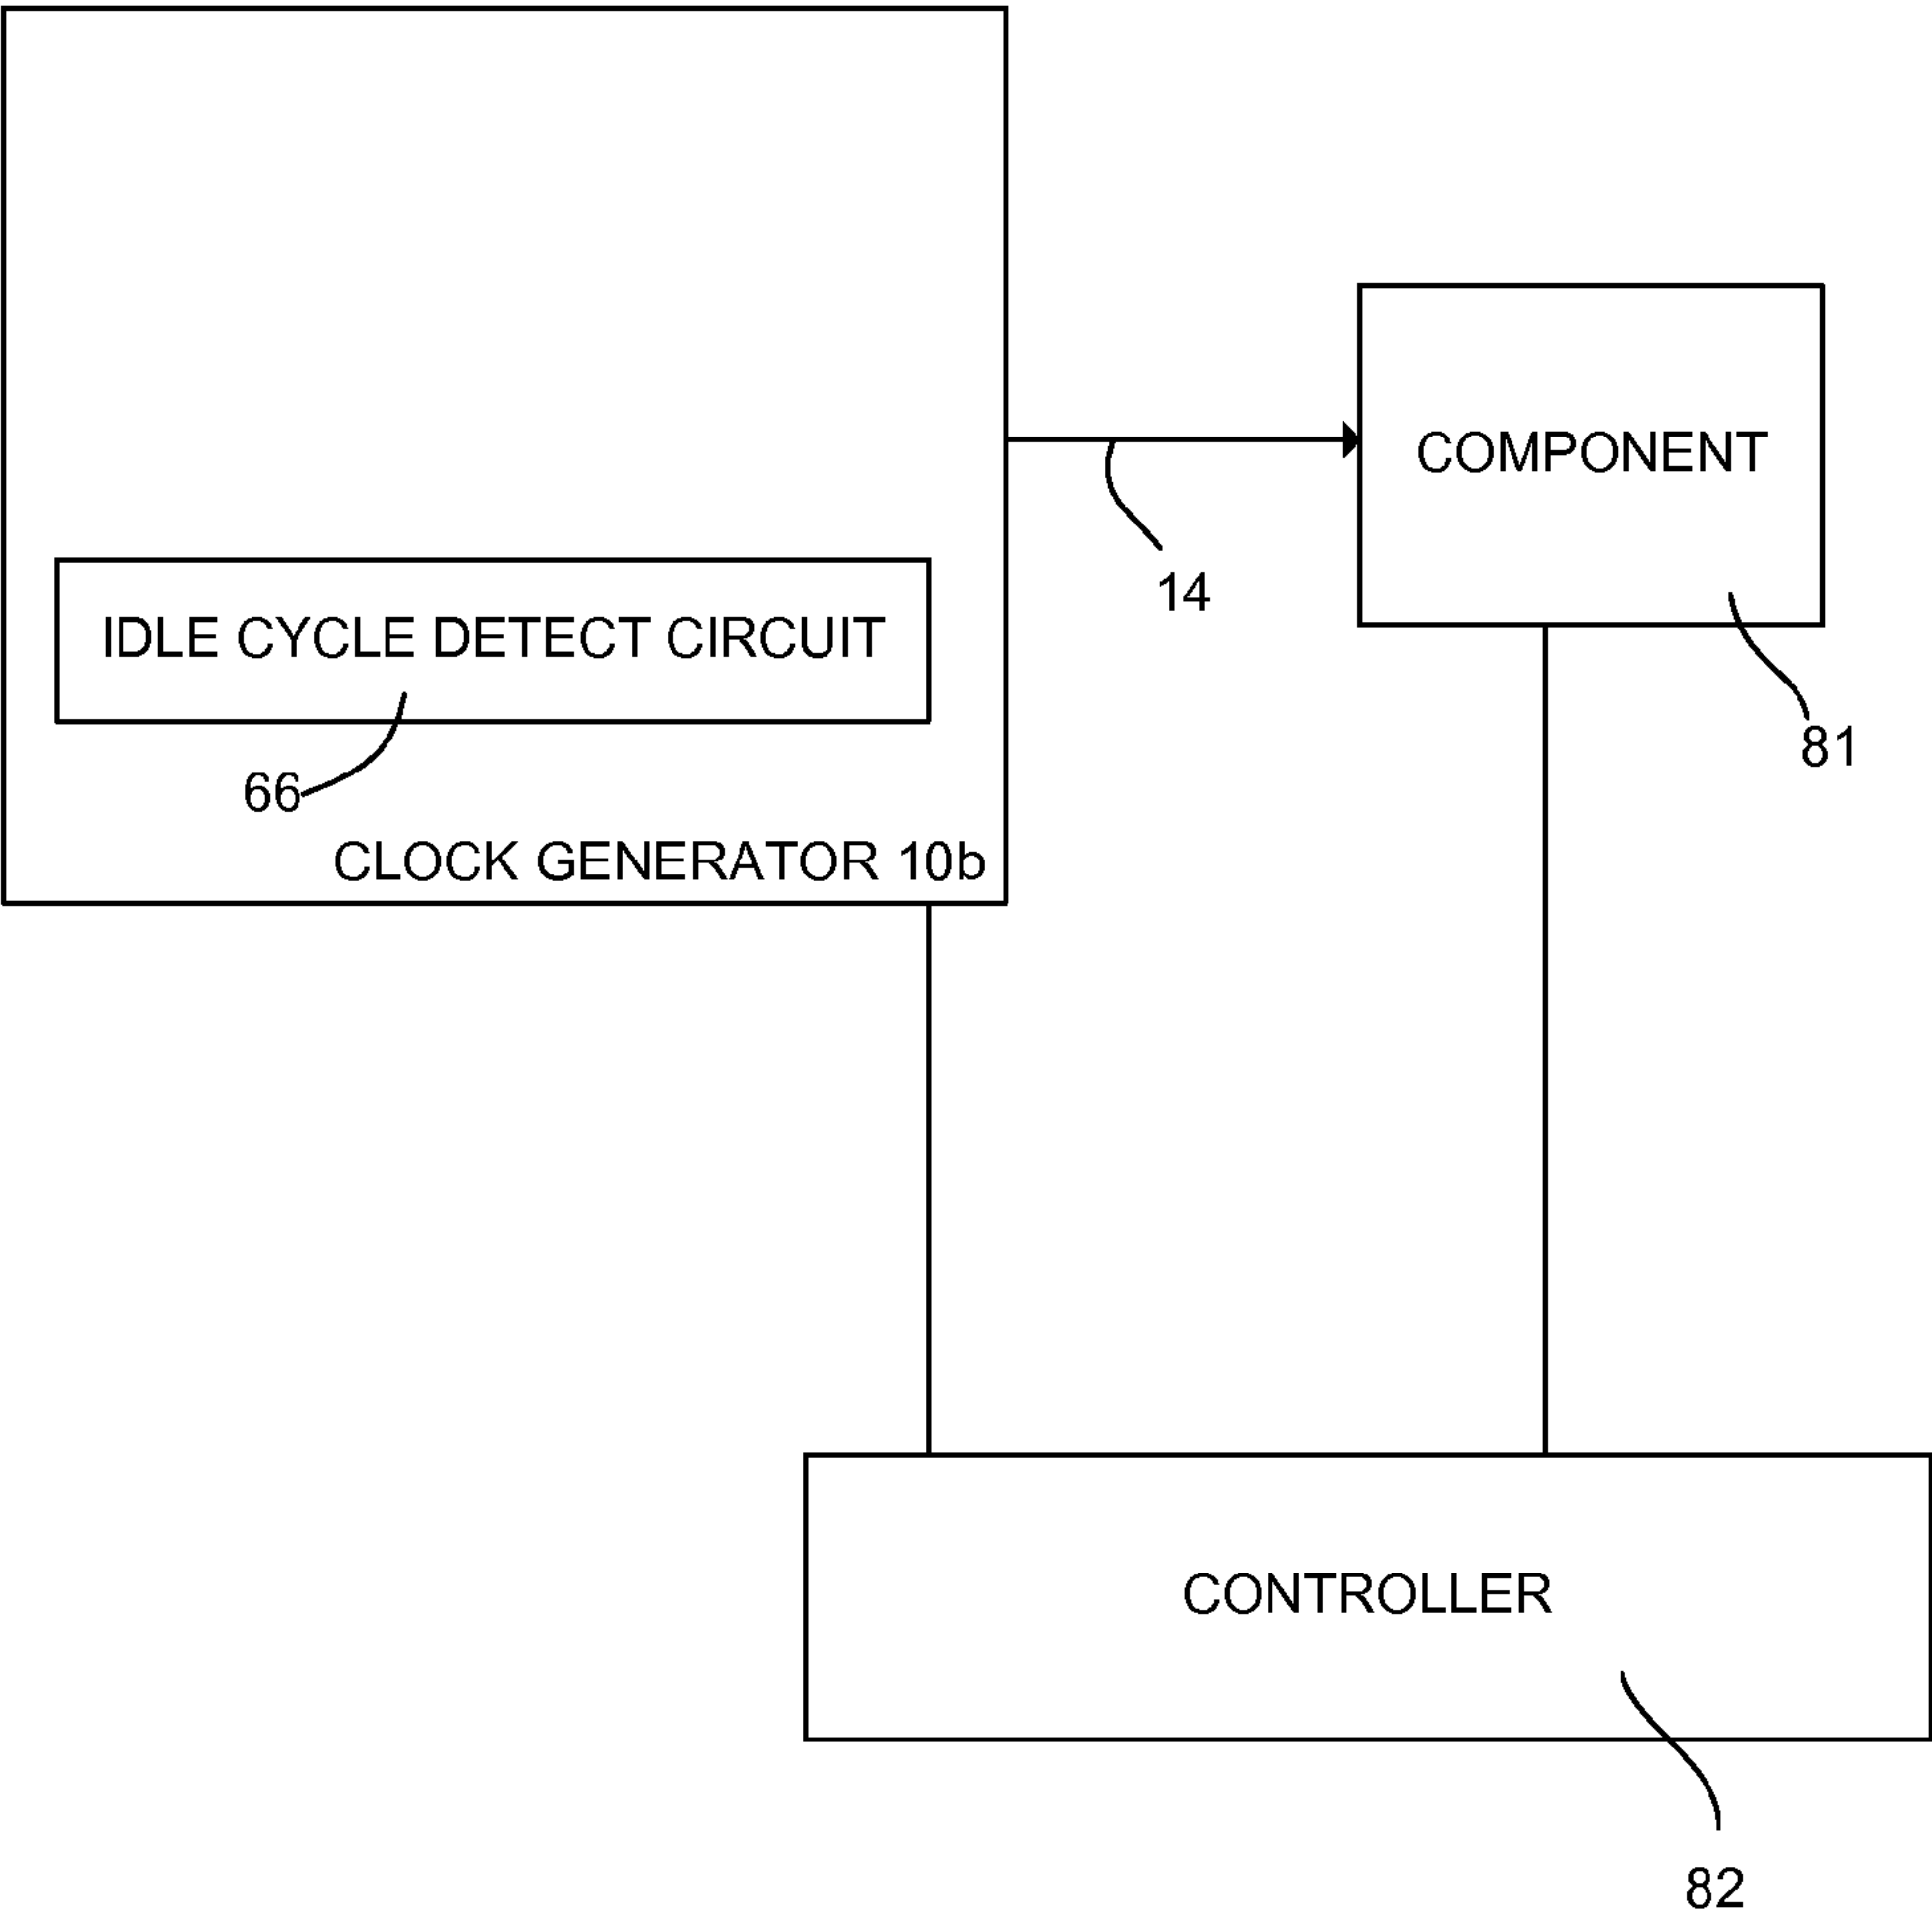 COMPONENT
14
IDLE CYCLE DETECT CIRCUIT
81
66
CLOCK GENERATOR 10b
CONTROLLER
82